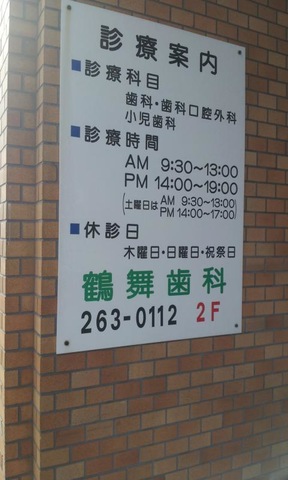 診療案内
■診療科目
歯科・歯科口腔外科
小児歯科
■診療時間
AM 9:30～13:00
PM 14:00～19:00
(土曜日は AM 9:30～13:00
PM 14:00～17:00)
■休診日
木曜日・日曜日・祝祭日
鶴舞歯科
263-0112 2F